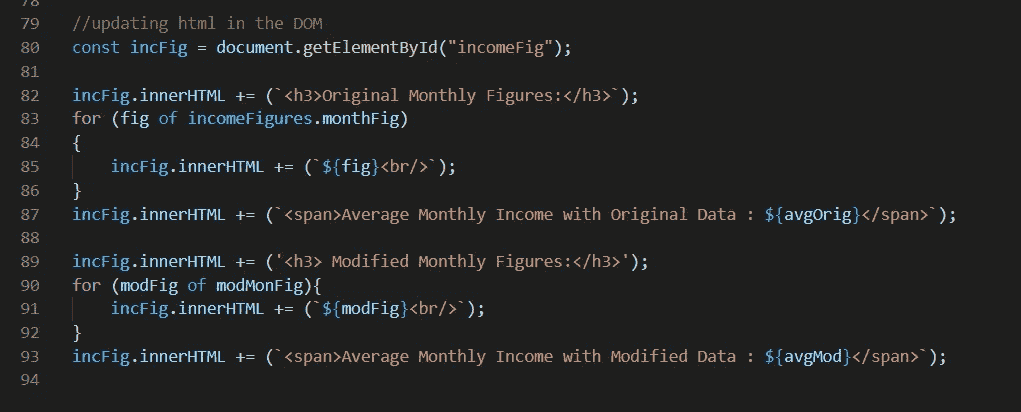 78
79 //updating html in the DOM
80 const incFig = document.getElementById("incomeFig");
81
82 incFig.innerHTML += (`<h3>Original Monthly Figures:</h3>`);
83 for (fig of incomeFigures.monthFig)
84 {
85     incFig.innerHTML += (`${fig}<br/>`);
86 }
87 incFig.innerHTML += (`<span>Average Monthly Income with Original Data : ${avgOrig}</span>`);
88
89 incFig.innerHTML += ('<h3> Modified Monthly Figures:</h3>');
90 for (modFig of modMonFig){
91     incFig.innerHTML += (`${modFig}<br/>`);
92 }
93 incFig.innerHTML += (`<span>Average Monthly Income with Modified Data : ${avgMod}</span>`);
94